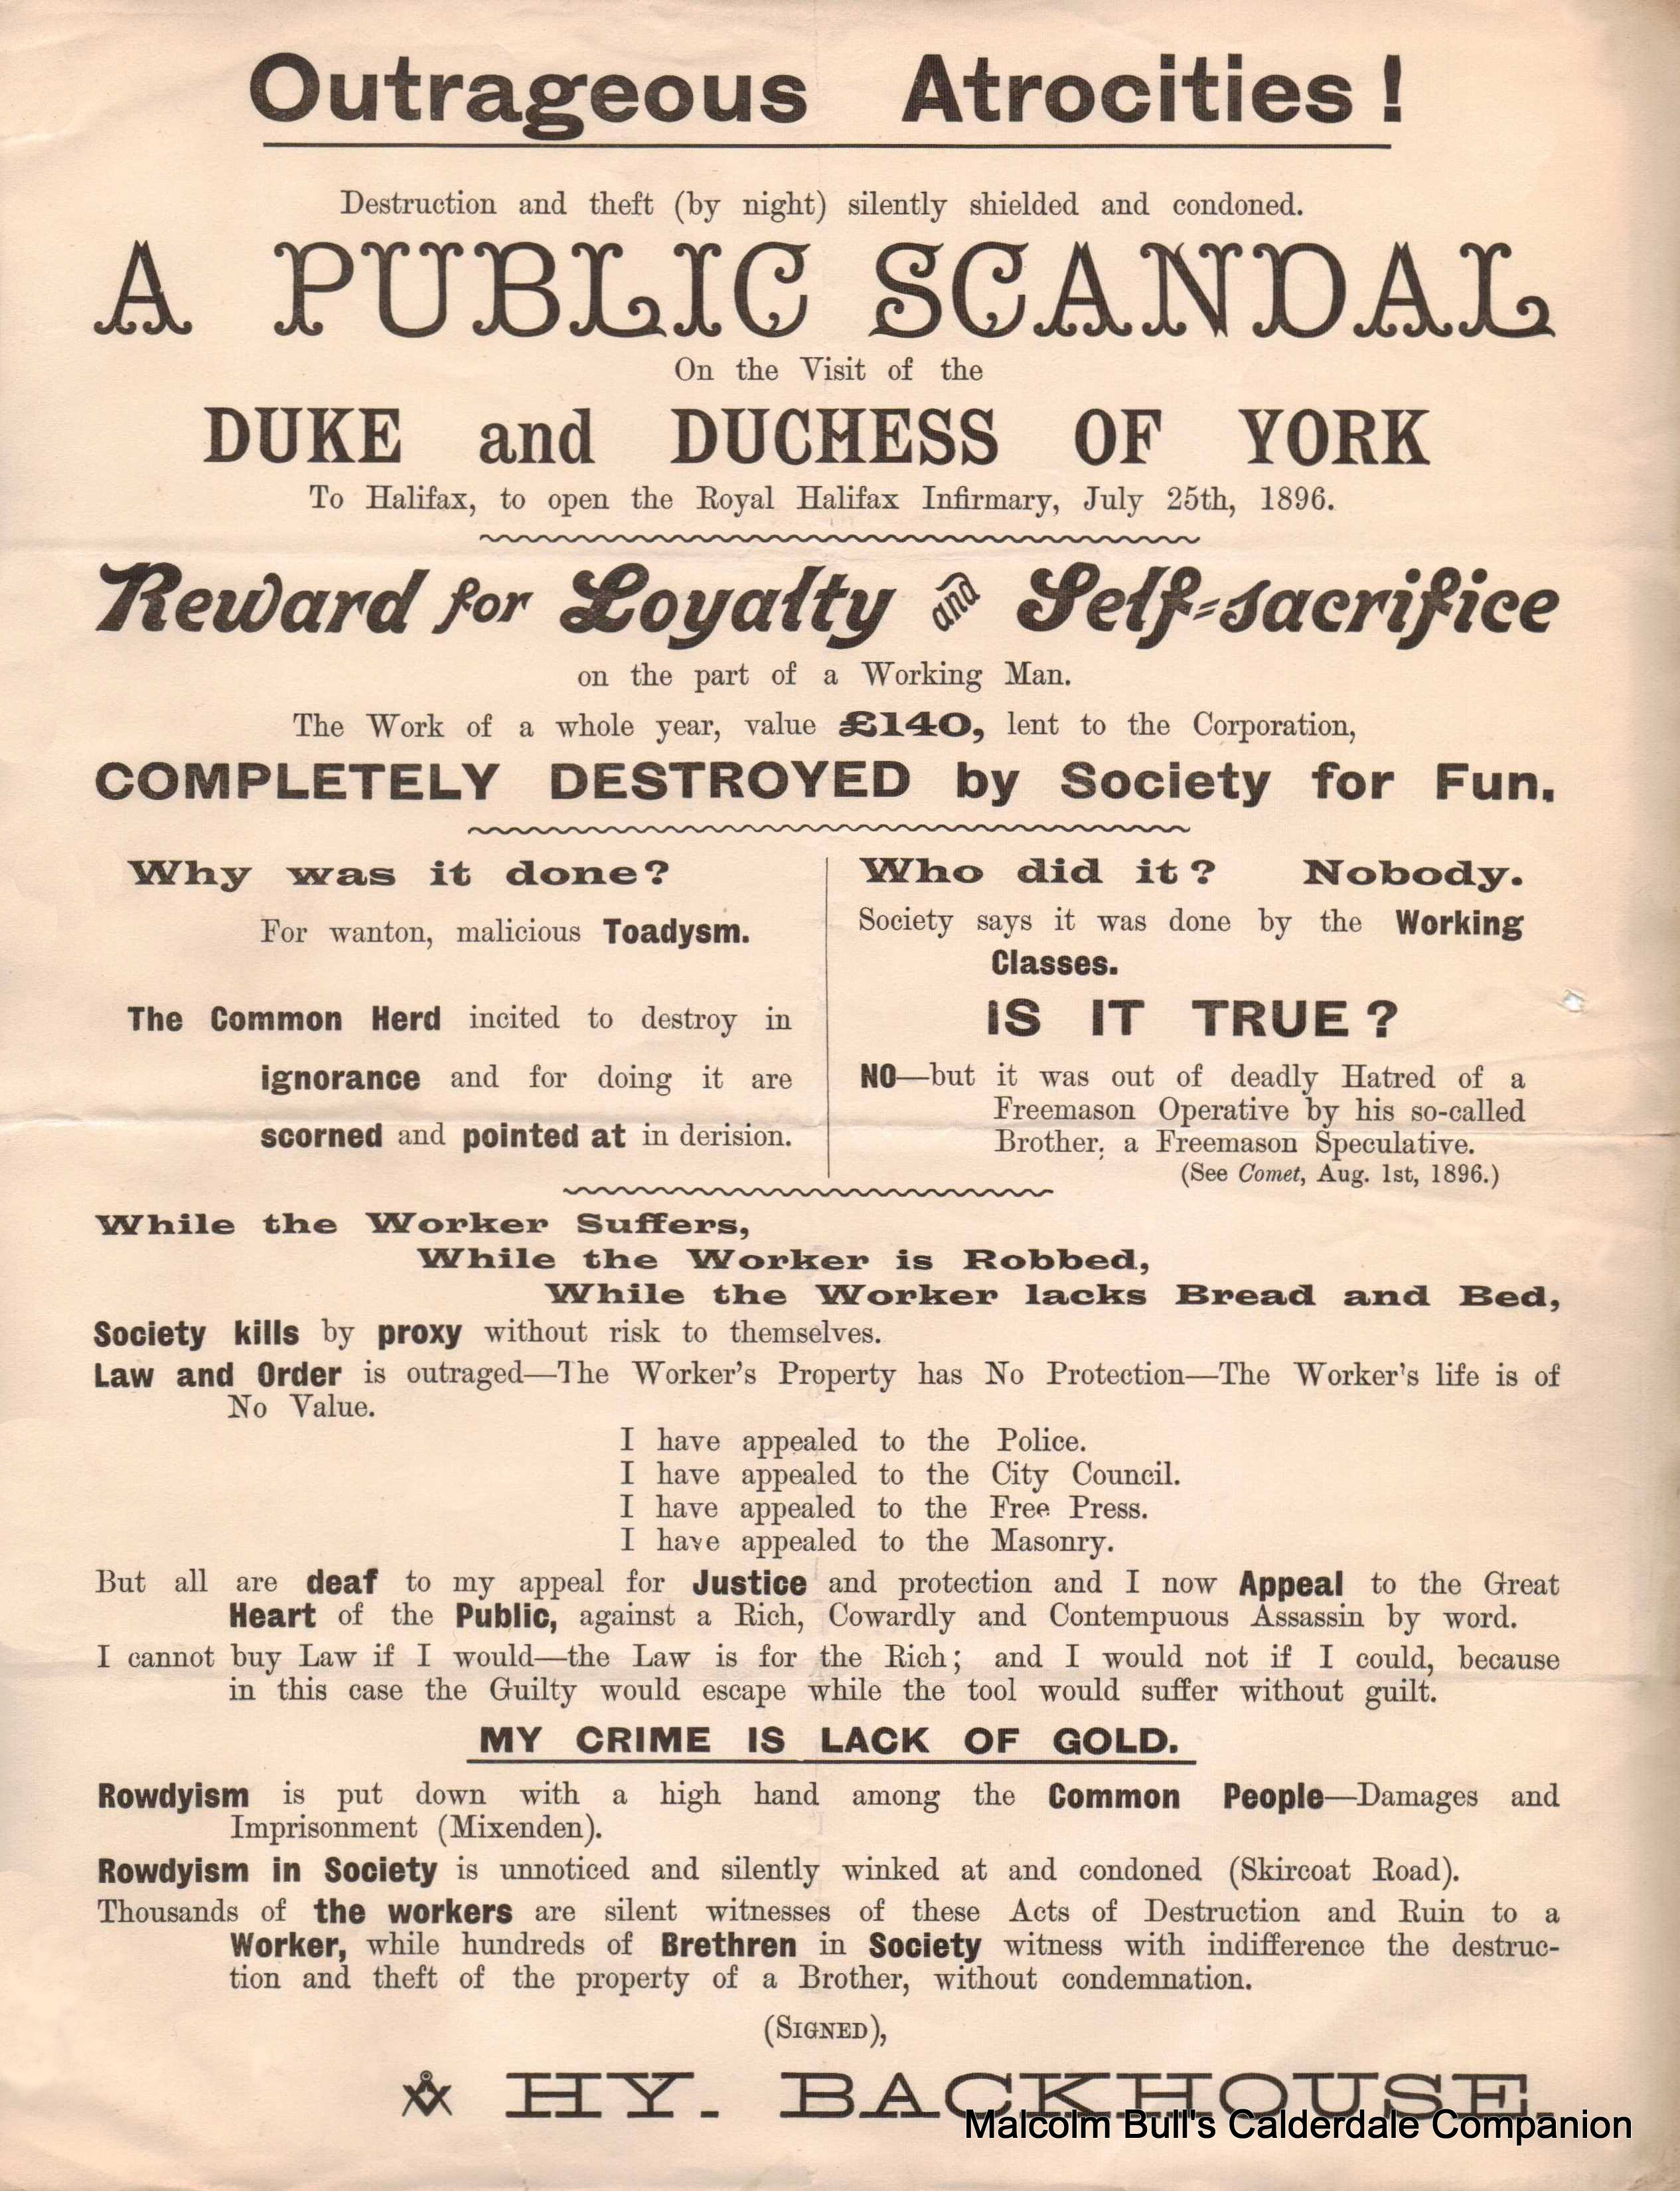 Outrageous Atrocities!
Destruction and theft (by night) silently shielded and condoned.
A PUBLIC SCANDAL
On the Visit of the
DUKE and DUCHESS OF YORK
To Halifax, to open the Royal Halifax Infirmary, July 25th, 1896.
Reward for Loyalty and Self-sacrifice
on the part of a Working Man.
The Work of a whole year, value £140, lent to the Corporation,
COMPLETELY DESTROYED by Society for Fun.
Why was it done?
For wanton, malicious Toadysm.
The Common Herd incited to destroy in
ignorance and for doing it are
scorned and pointed at in derision.
Who did it? Nobody.
Society says it was done by the Working
Classes.
IS IT TRUE?
NO—but it was out of deadly Hatred of a
Freemason Operative by his so-called
Brother, a Freemason Speculative.
(See Comet, Aug. 1st, 1896.)
While the Worker Suffers,
While the Worker is Robbed,
While the Worker lacks Bread and Bed,
Society kills by proxy without risk to themselves.
Law and Order is outraged—The Worker's Property has No Protection—The Worker's life is of
No Value.
I have appealed to the Police.
I have appealed to the City Council.
I have appealed to the Free Press.
I have appealed to the Masonry.
But all are deaf to my appeal for Justice and protection and I now Appeal to the Great
Heart of the Public, against a Rich, Cowardly and Contempuous Assassin by word.
I cannot buy Law if I would—the Law is for the Rich; and I would not if I could, because
in this case the Guilty would escape while the tool would suffer without guilt.
MY CRIME IS LACK OF GOLD.
Rowdyism is put down with a high hand among the Common People—Damages and
Imprisonment (Mixenden).
Rowdyism in Society is unnoticed and silently winked at and condoned (Skircoat Road).
Thousands of the workers are silent witnesses of these Acts of Destruction and Ruin to a
Worker, while hundreds of Brethren in Society witness with indifference the destruc-
tion and theft of the property of a Brother, without condemnation.
(SIGNED),
HY. BACKHOUSE.
Malcolm Bull's Calderdale Companion